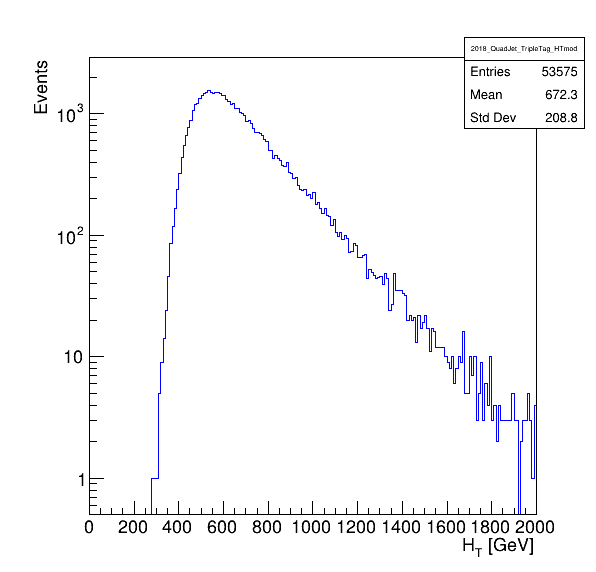 2018_QuadJet_TripleTag_HTmod
Entries 53575
Mean 672.3
Std Dev 208.8
Events
10³
10²
10
1
0 200 400 600 800 1000 1200 1400 1600 1800 2000
H_T [GeV]